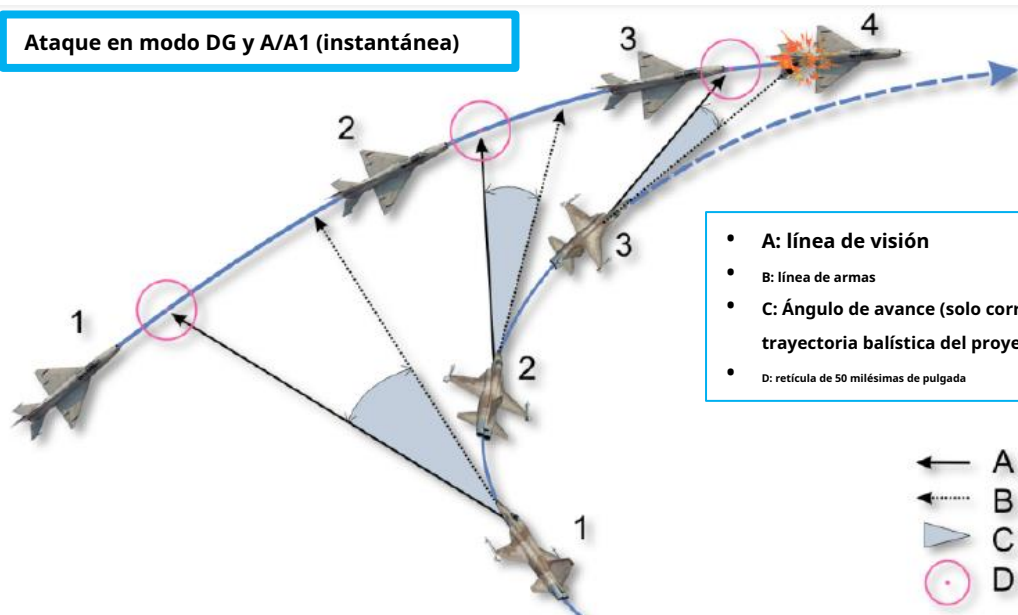 Ataque en modo DG y A/A1 (instantánea)
3
4
2
3
1
2
1
• A: línea de visión
• B: línea de armas
• C: Ángulo de avance (solo corr
trayectoria balística del proye
• D: retícula de 50 milésimas de pulgada
A
B
C
D